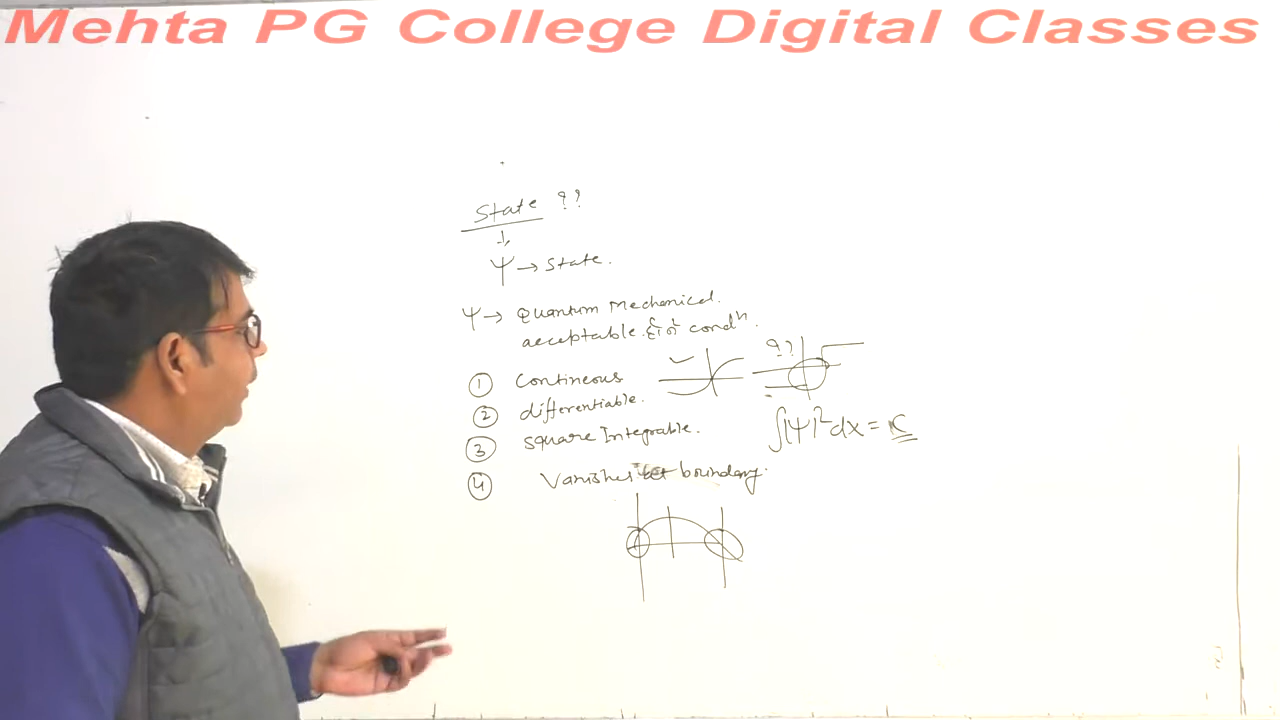 Mehta PG College Digital Classes
State ??
↓
Ψ → State.
Ψ → Quantum Mechanical.
acceptable. condⁿ.
??
① Contineous
② differentiable.
③ square Integrable.
∫|Ψ|²dx =
④ Vanishes boundary.